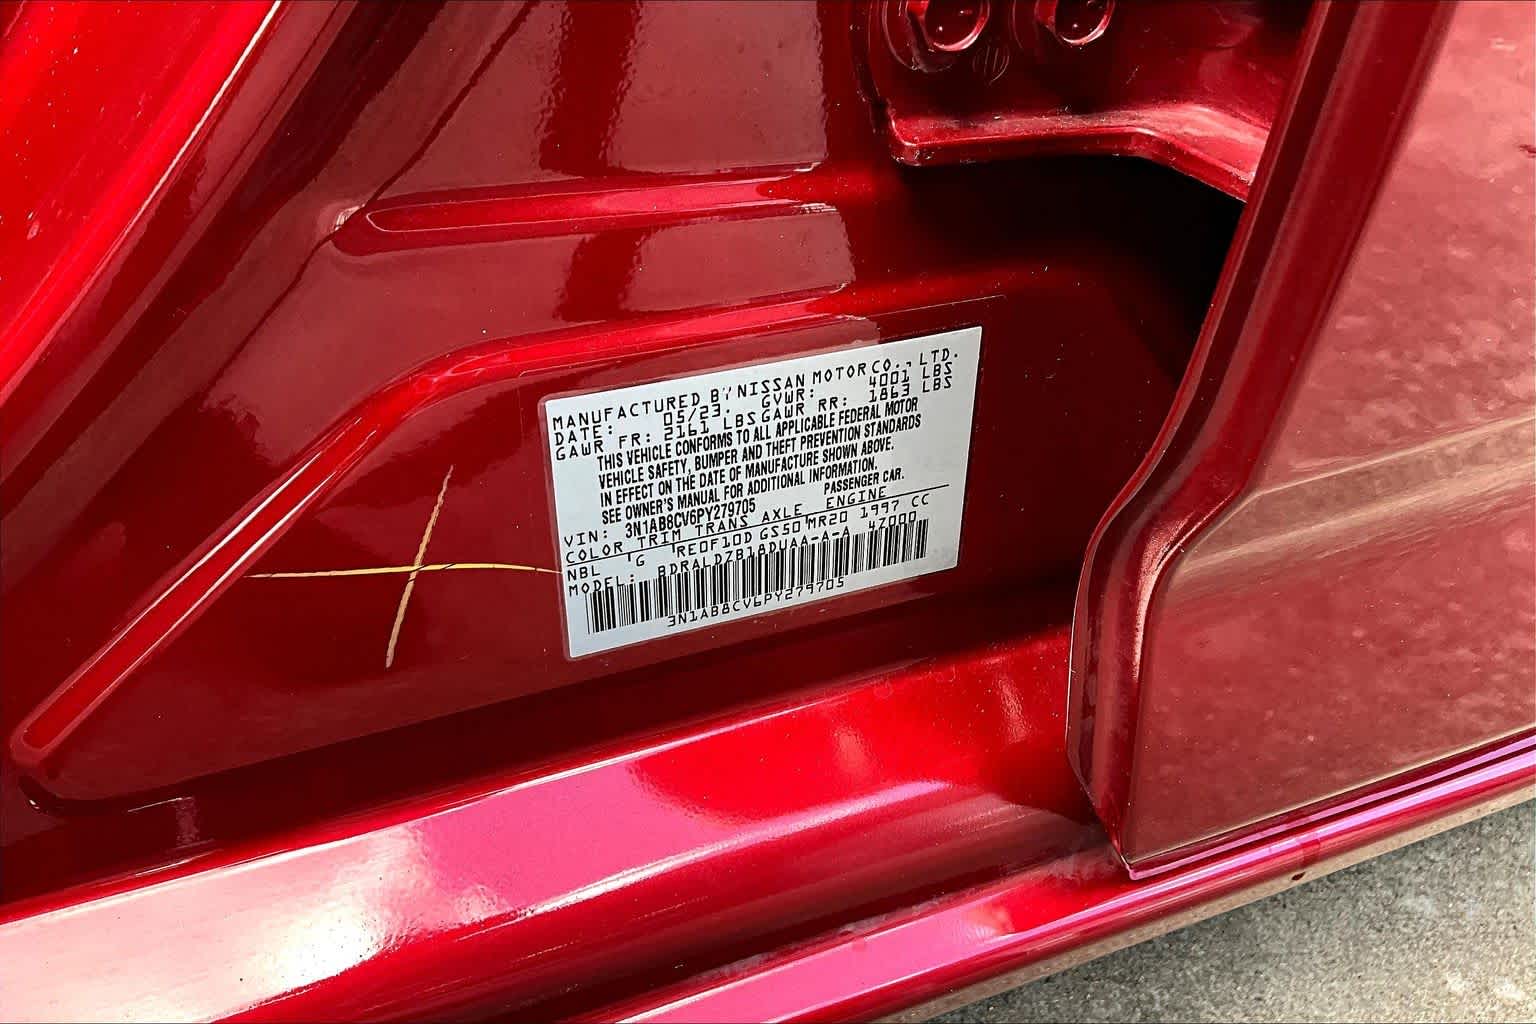 MANUFACTURED BY NISSAN MOTOR CO., LTD.
DATE: 05/23. GVWR: 4001 LBS
GAWR FR: 2161 LBS GAWR RR: 1863 LBS
THIS VEHICLE CONFORMS TO ALL APPLICABLE FEDERAL MOTOR
VEHICLE SAFETY, BUMPER AND THEFT PREVENTION STANDARDS
IN EFFECT ON THE DATE OF MANUFACTURE SHOWN ABOVE.
SEE OWNER'S MANUAL FOR ADDITIONAL INFORMATION.
VIN: 3N1AB8CV6PY279705 PASSENGER CAR.
COLOR TRIM TRANS AXLE ENGINE
NBL G RE0F10D GS50 MR20 1997 CC
MODEL: BDRALDZB18DUAA-A-A 47000
3N1AB8CV6PY279705